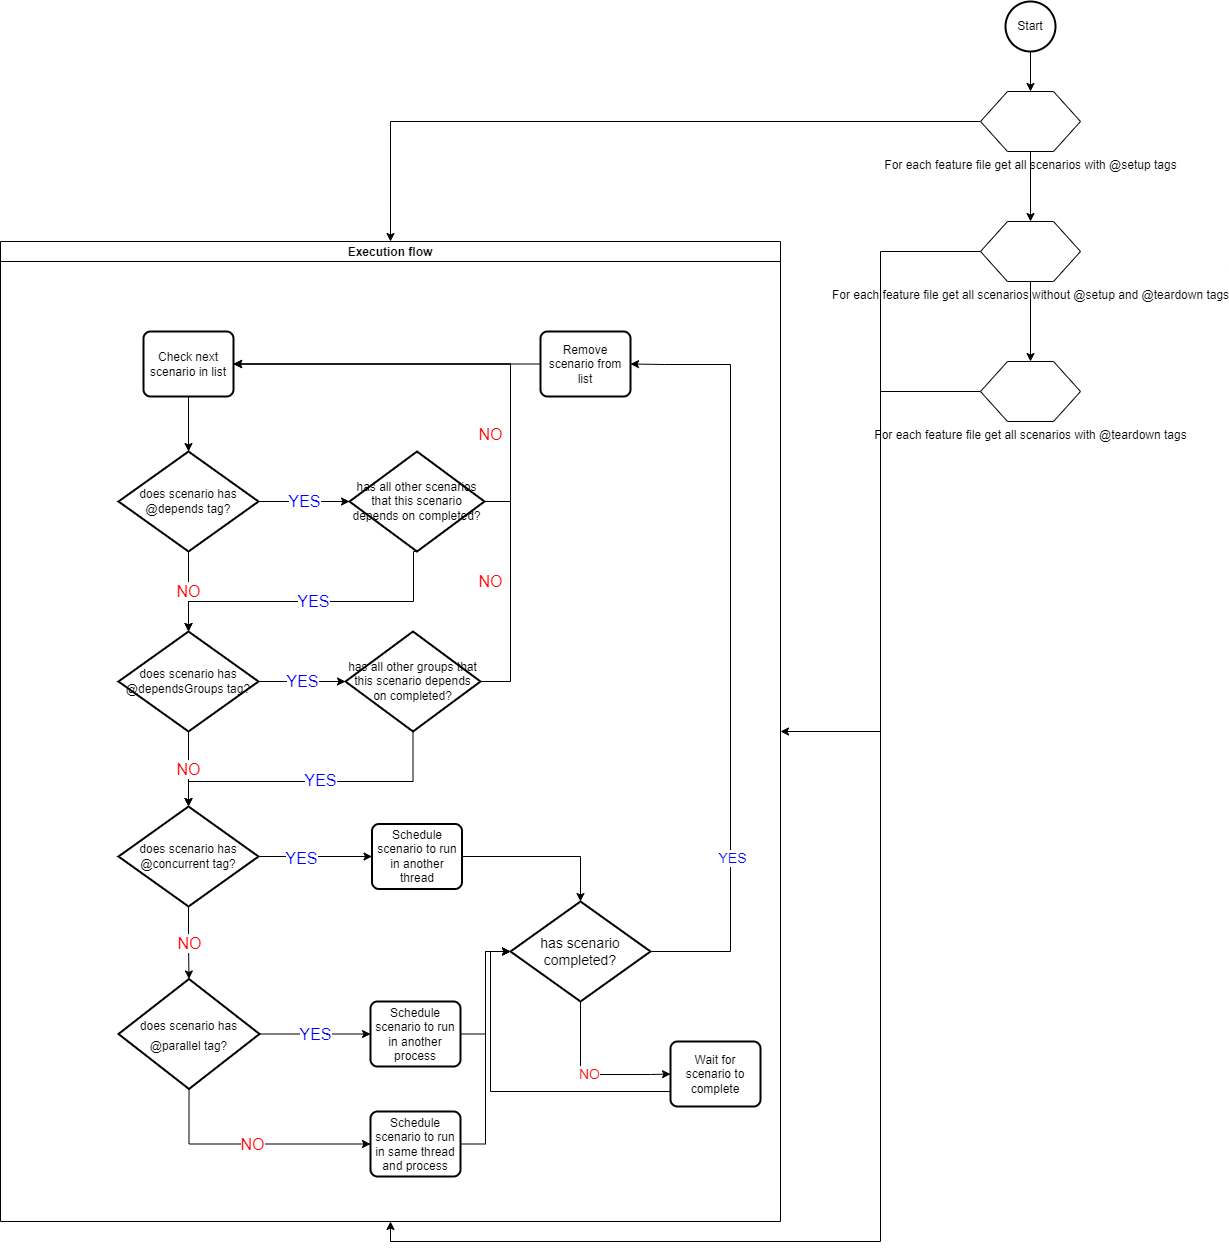 Start
For each feature file get all scenarios with @setup tags
For each feature file get all scenarios without @setup and @teardown tags
For each feature file get all scenarios with @teardown tags
Execution flow
Check next
scenario in list
Remove
scenario from
list
NO
does scenario has
@depends tag?
YES
has all other scenarios
that this scenario
depends on completed?
NO
NO
YES
does scenario has
@dependsGroups tag?
YES
has all other groups that
this scenario depends
on completed?
NO
YES
does scenario has
@concurrent tag?
YES
Schedule
scenario to run
in another
thread
YES
NO
has scenario
completed?
does scenario has
@parallel tag?
YES
Schedule
scenario to run
in another
process
NO
Wait for
scenario to
complete
NO
Schedule
scenario to run
in same thread
and process